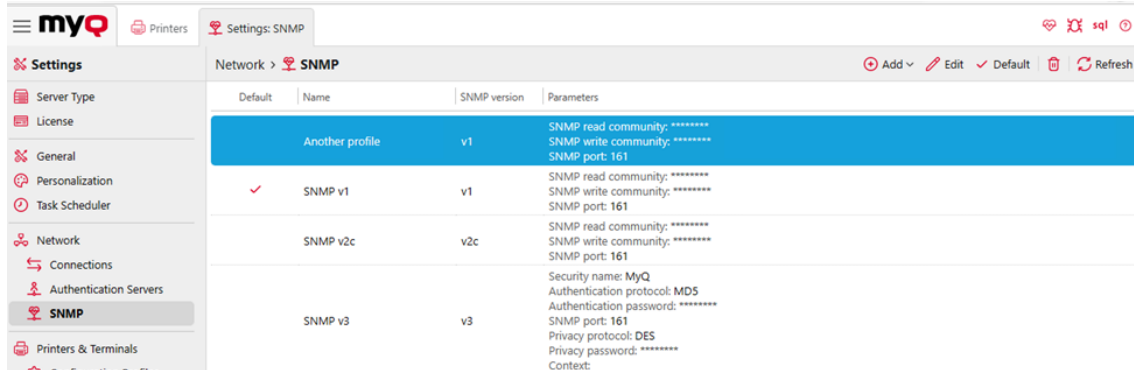 myQ
Printers
Settings: SNMP
sql
Settings
Network > SNMP
Add
Edit
Default
Refresh
Server Type
License
General
Personalization
Task Scheduler
Network
Connections
Authentication Servers
SNMP
Printers & Terminals
Default Name SNMP version Parameters
Another profile v1
SNMP read community: ********
SNMP write community: ********
SNMP port: 161
SNMP v1 v1
SNMP read community: ********
SNMP write community: ********
SNMP port: 161
SNMP v2c v2c
SNMP read community: ********
SNMP write community: ********
SNMP port: 161
SNMP v3 v3
Security name: MyQ
Authentication protocol: MD5
Authentication password: ********
SNMP port: 161
Privacy protocol: DES
Privacy password: ********
Context: